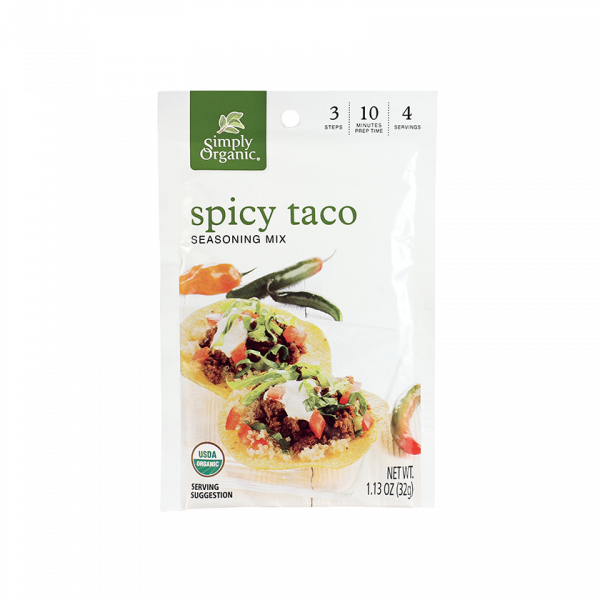 Simply
Organic®
3
STEPS
10
MINUTES
PREP TIME
4
SERVINGS
spicy taco
SEASONING MIX
USDA
ORGANIC
SERVING
SUGGESTION
NET WT.
1.13 OZ (32g)